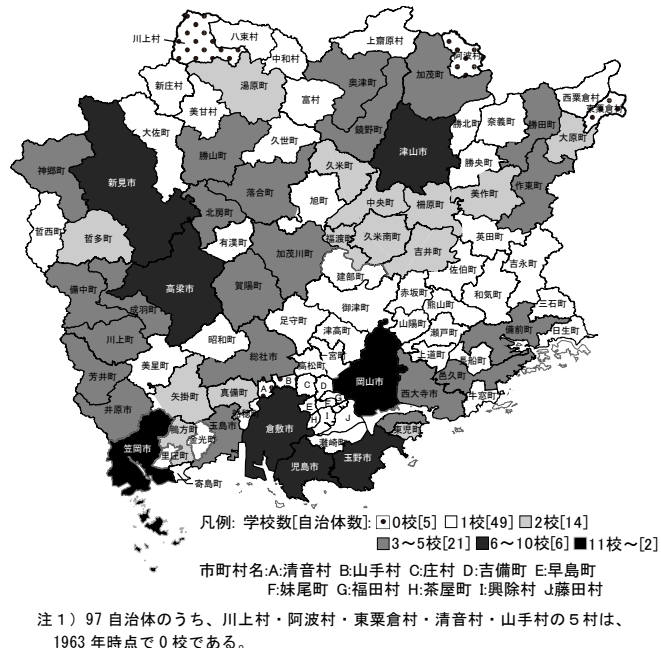 川上村 八束村 中和村 上齋原村 阿波村
新庄村 湯原町 奥津町 加茂町 西粟倉村
美甘村 富村 東粟倉村
大佐町 鏡野町 勝北町 奈義町 勝田町 大原町
神郷町 新見市 勝山町 久世町 久米町 津山市 勝央町
落合町 旭町 美作町 作東町
哲西町 哲多町 北房町 有漢町 中央町 柵原町
加茂川町 福渡町 久米南町 吉井町 英田町
備中町 高梁市 賀陽町 建部町 佐伯町 吉永町
成羽町 御津町 赤坂町 熊山町 和気町 三石町
川上町 昭和町 足守町 津高町 山陽町 瀬戸町 備前町 日生町
芳井町 美星町 総社市 高松町 一宮町 岡山市 上道町 長船町
井原市 矢掛町 真備町 A B C D 西大寺市 邑久町 牛窓町
笠岡市 鴨方町 金光町 玉島市 倉敷市 E F G H I J 東児町
里庄町 児島市 灘崎町 玉野市
寄島町
凡例: 学校数[自治体数]: 0校[5] 1校[49] 2校[14]
3～5校[21] 6～10校[6] 11校～[2]
市町村名:A:清音村 B:山手村 C:庄村 D:吉備町 E:早島町
F:妹尾町 G:福田村 H:茶屋町 I:興除村 J藤田村
注1）97 自治体のうち、川上村・阿波村・東粟倉村・清音村・山手村の5村は、
1963 年時点で0校である。